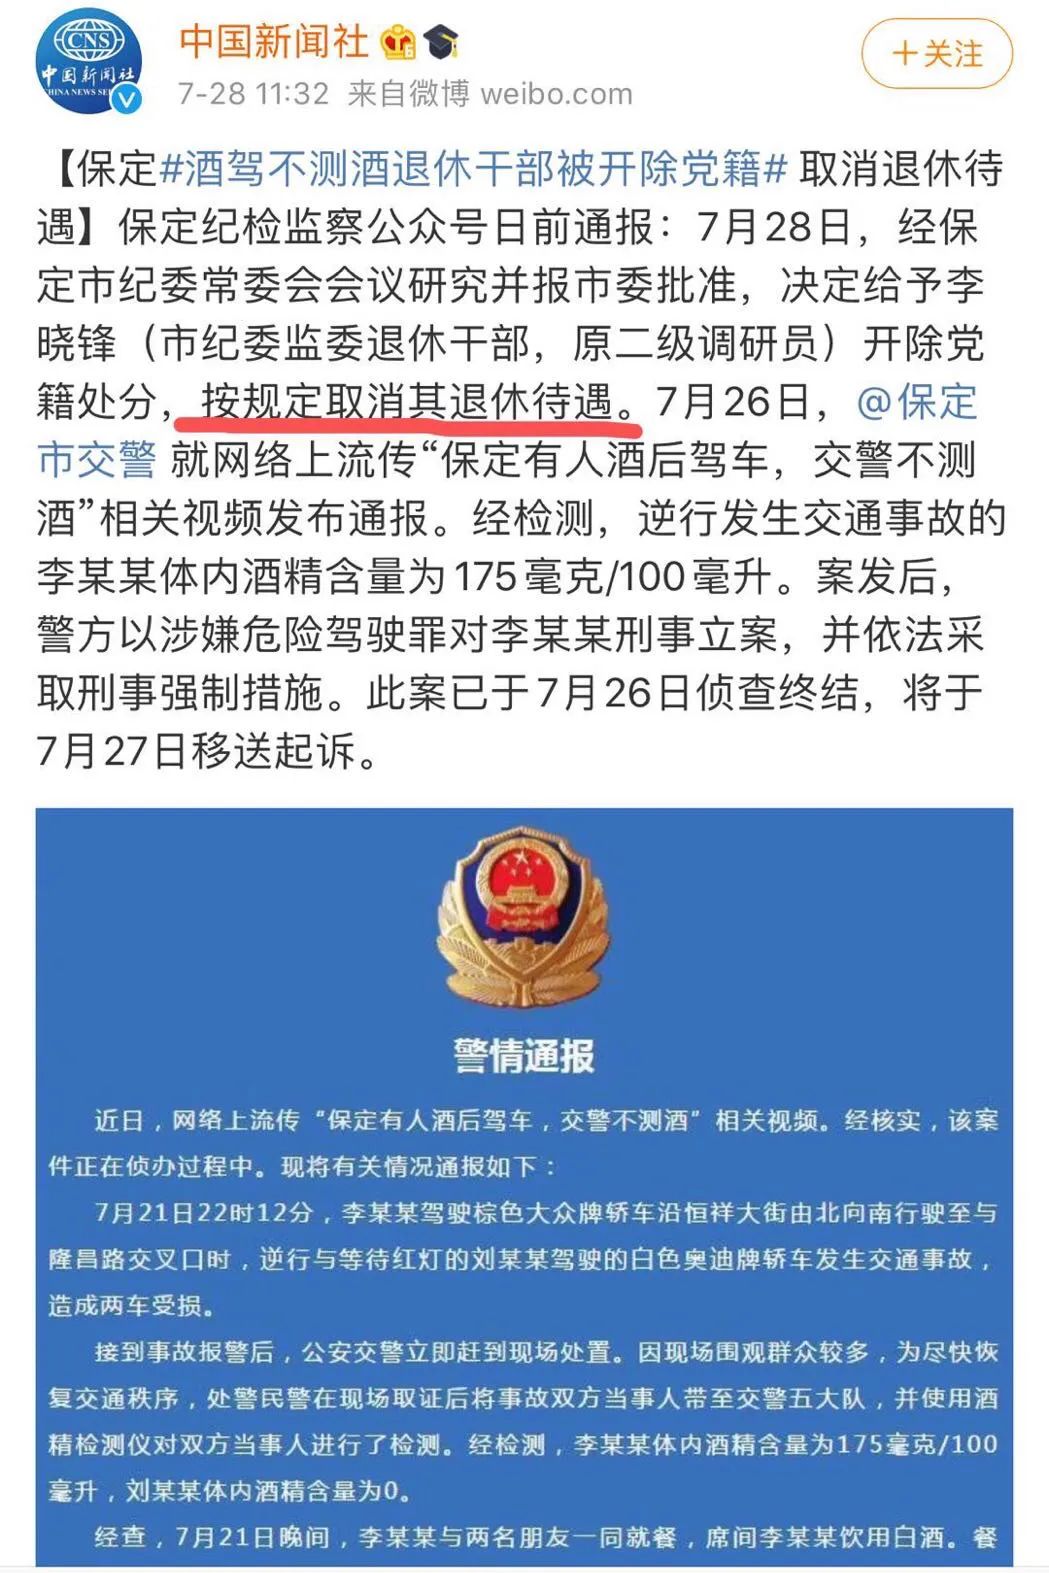 CNS
中国新闻社
CHINA NEWS SE
中国新闻社
6
+关注
7-28 11:32 来自微博 weibo.com
【保定#酒驾不测酒退休干部被开除党籍# 取消退休待
遇】保定纪检监察公众号日前通报：7月28日，经保
定市纪委常委会会议研究并报市委批准，决定给予李
晓锋（市纪委监委退休干部，原二级调研员）开除党
籍处分，按规定取消其退休待遇。7月26日，@保定
市交警 就网络上流传“保定有人酒后驾车，交警不测
酒”相关视频发布通报。经检测，逆行发生交通事故的
李某某体内酒精含量为175毫克/100毫升。案发后，
警方以涉嫌危险驾驶罪对李某某刑事立案，并依法采
取刑事强制措施。此案已于7月26日侦查终结，将于
7月27日移送起诉。
警情通报
近日，网络上流传“保定有人酒后驾车，交警不测酒”相关视频。经核实，该案
件正在侦办过程中。现将有关情况通报如下：
7月21日22时12分，李某某驾驶棕色大众牌轿车沿恒祥大街由北向南行驶至与
隆昌路交叉口时，逆行与等待红灯的刘某某驾驶的白色奥迪牌轿车发生交通事故，
造成两车受损。
接到事故报警后，公安交警立即赶到现场处置。因现场围观群众较多，为尽快恢
复交通秩序，处警民警在现场取证后将事故双方当事人带至交警五大队，并使用酒
精检测仪对双方当事人进行了检测。经检测，李某某体内酒精含量为175毫克/100
毫升，刘某某体内酒精含量为0。
经查，7月21日晚间，李某某与两名朋友一同就餐，席间李某某饮用白酒。餐